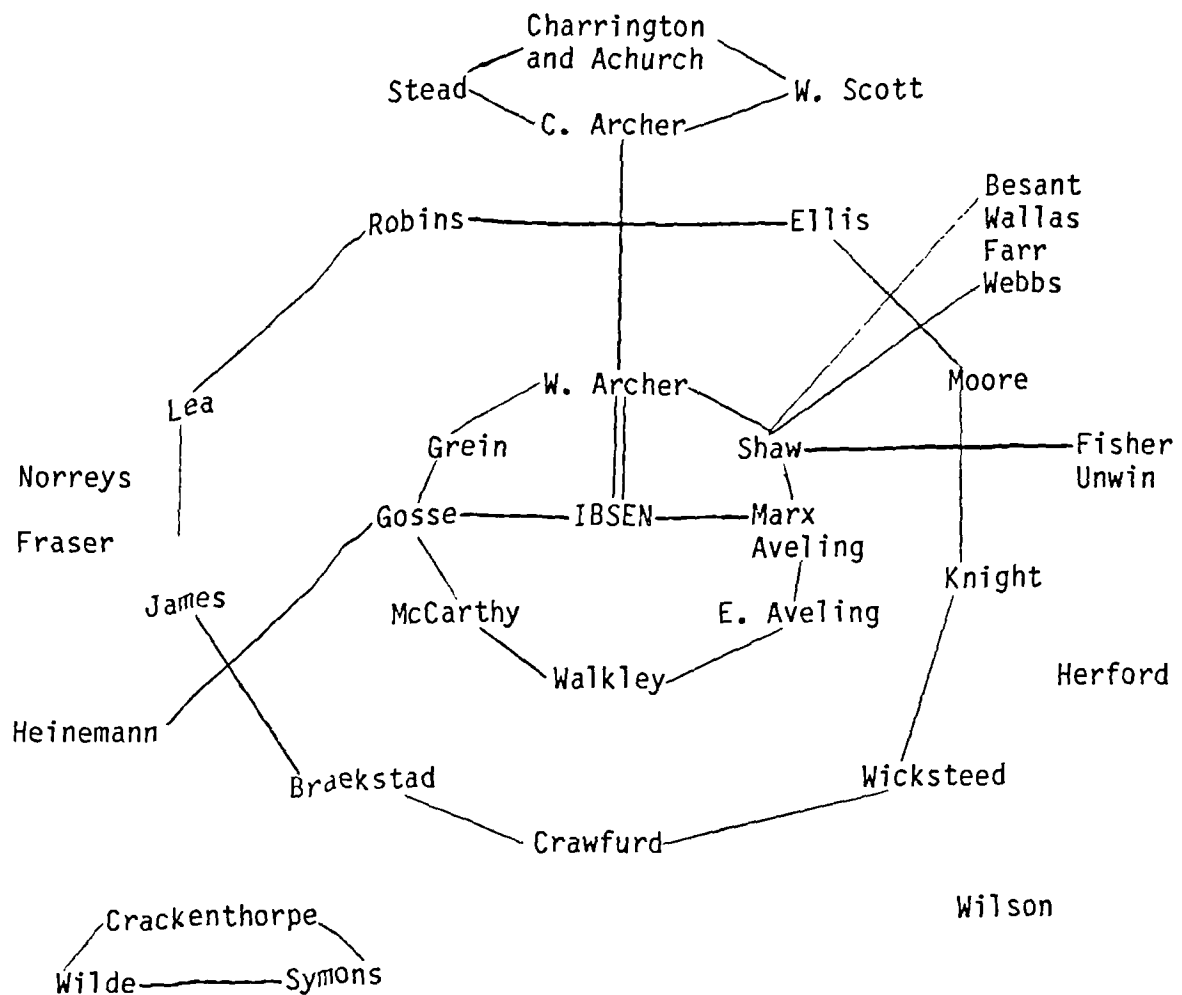 Charrington
and Achurch
Stead
W. Scott
C. Archer
Besant
Robins
Ellis
Wallas
Farr
Webbs
W. Archer
Moore
Lea
Grein
Shaw
Fisher
Unwin
Norreys
Gosse
IBSEN
Marx
Aveling
Fraser
Knight
James
McCarthy
E. Aveling
Walkley
Herford
Heinemann
Braekstad
Wicksteed
Crawfurd
Crackenthorpe
Wilson
Wilde
Symons